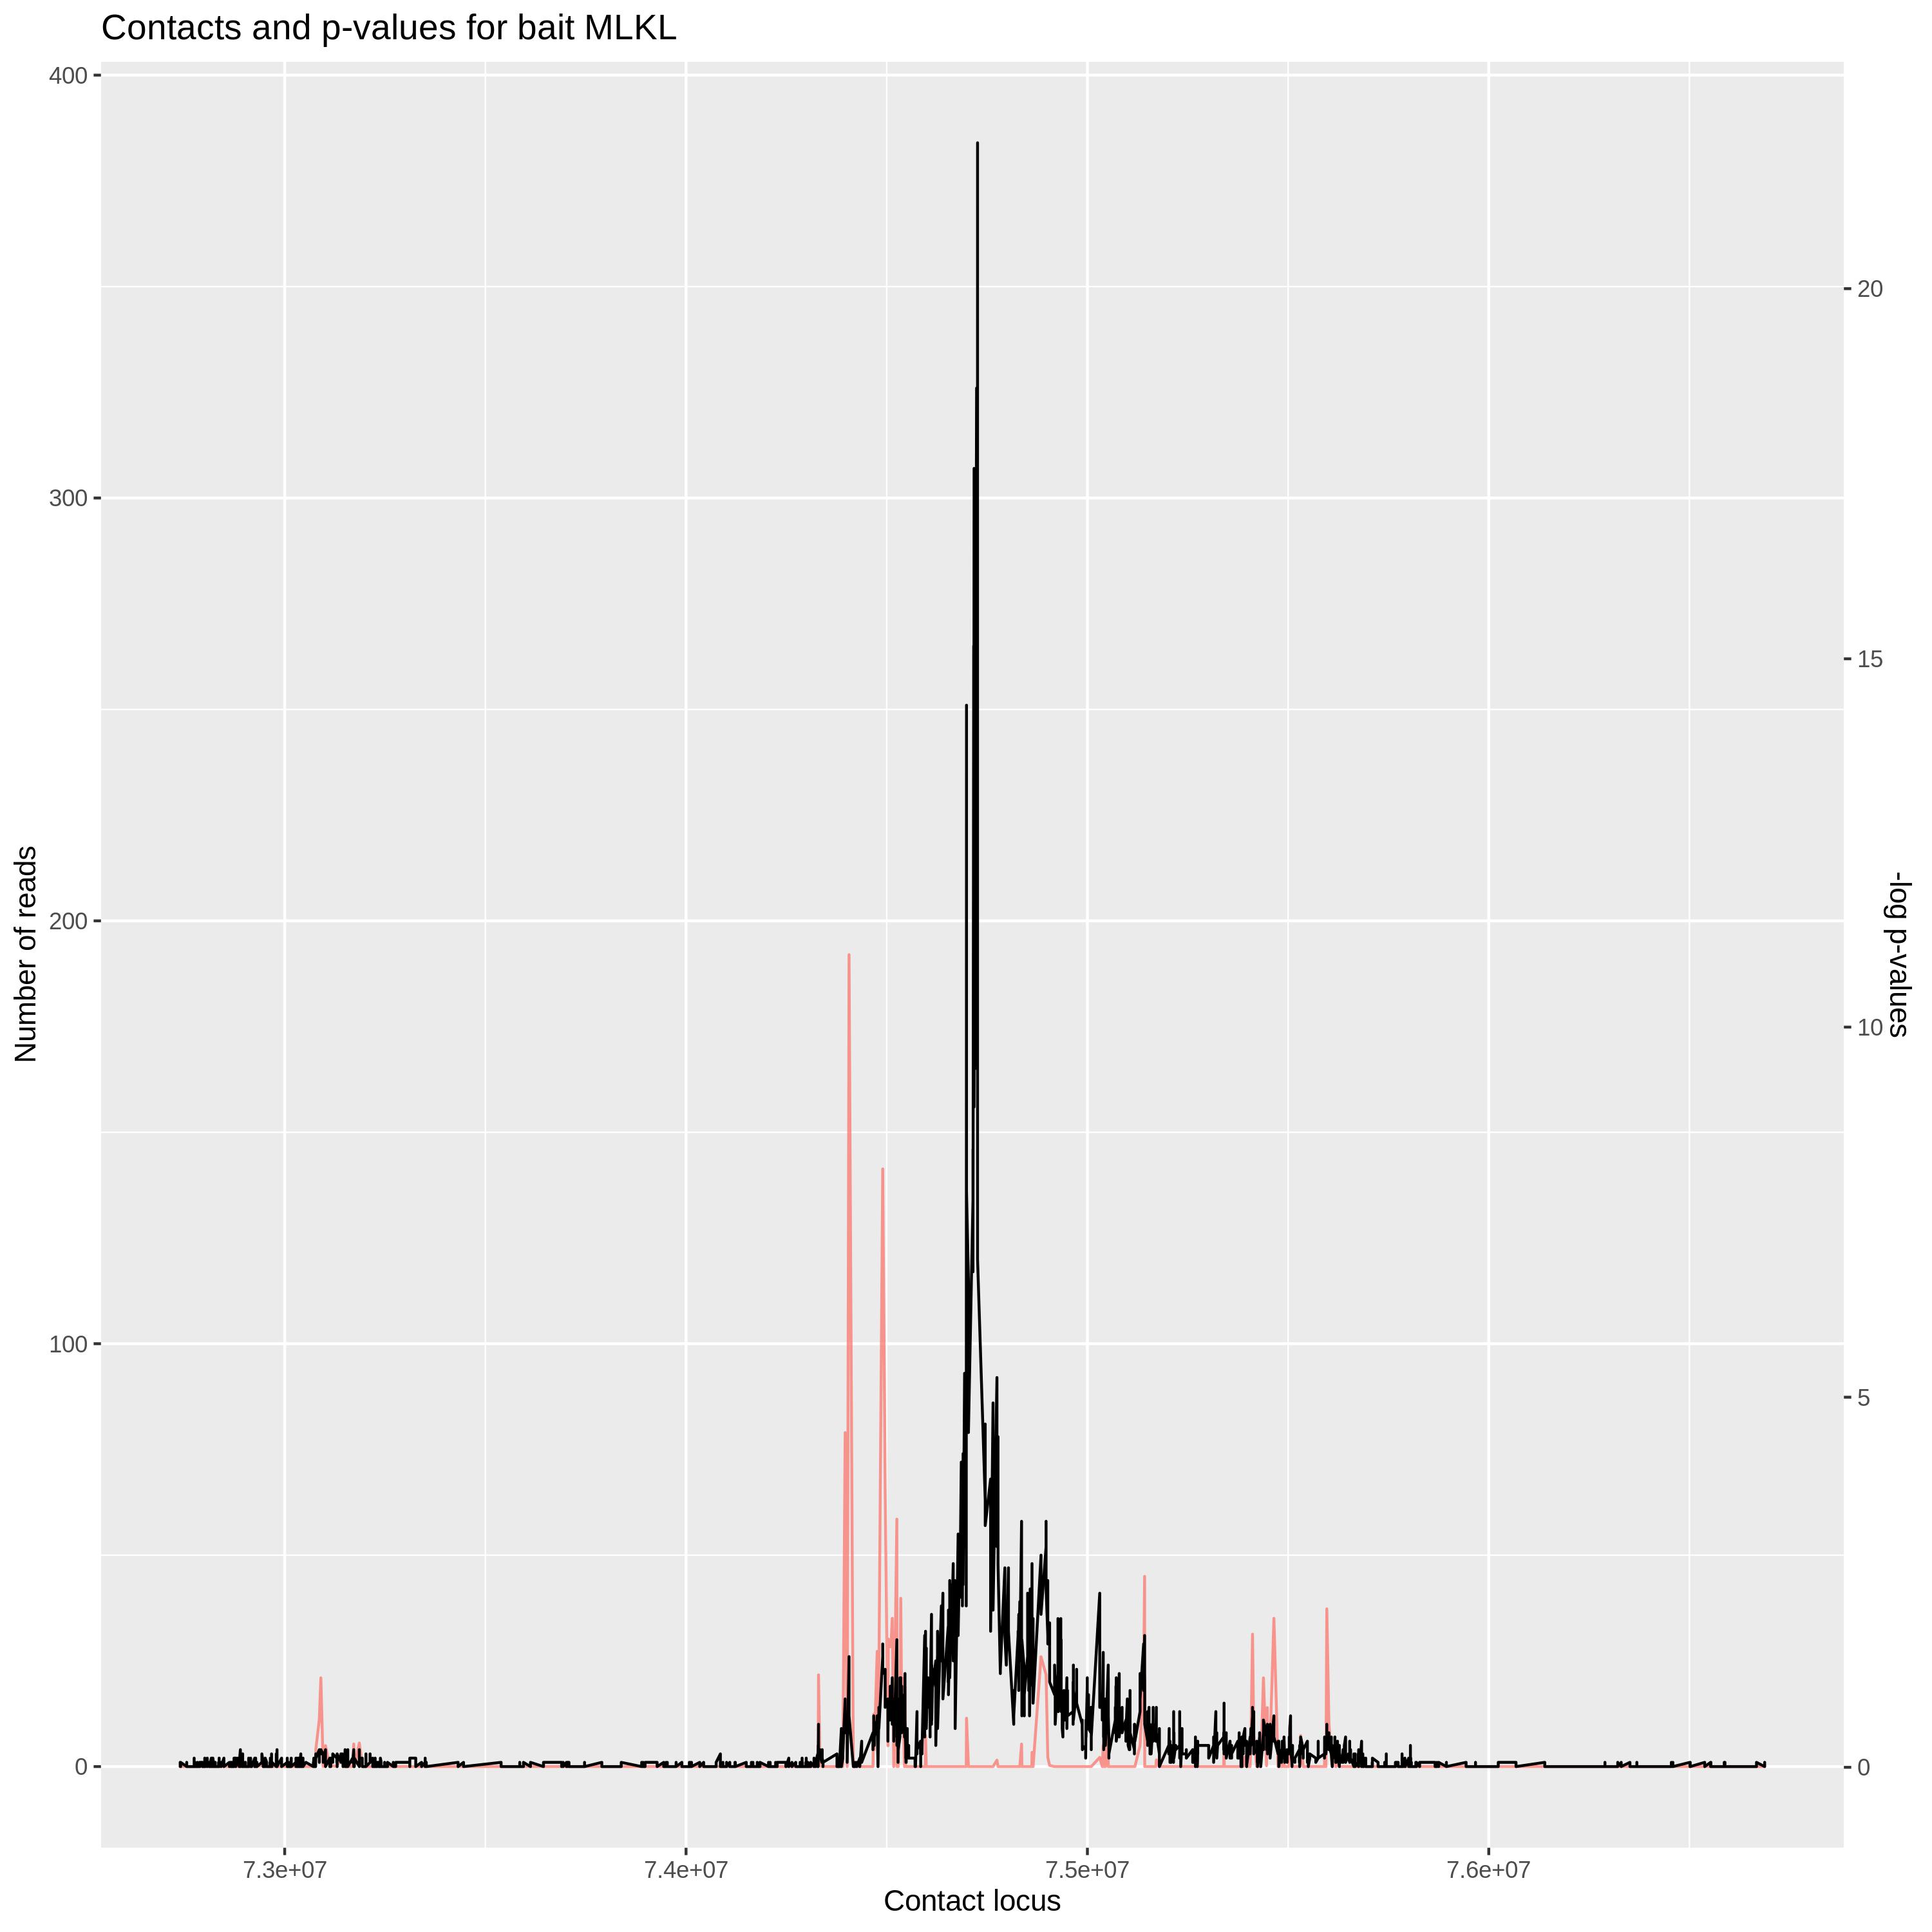 Contacts and p-values for bait MLKL
400
300
200
100
0
Number of reads
20
15
10
5
0
-log p-values
7.3e+07
7.4e+07
7.5e+07
7.6e+07
Contact locus